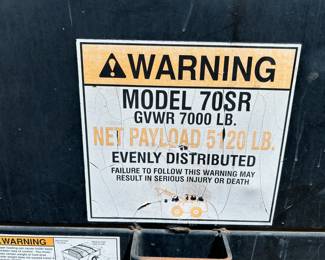 WARNING
MODEL 70SR
GVWR 7000 LB.
NET PAYLOAD 5120 LB.
EVENLY DISTRIBUTED
FAILURE TO FOLLOW THIS WARNING MAY
RESULT IN SERIOUS INJURY OR DEATH
WARNING